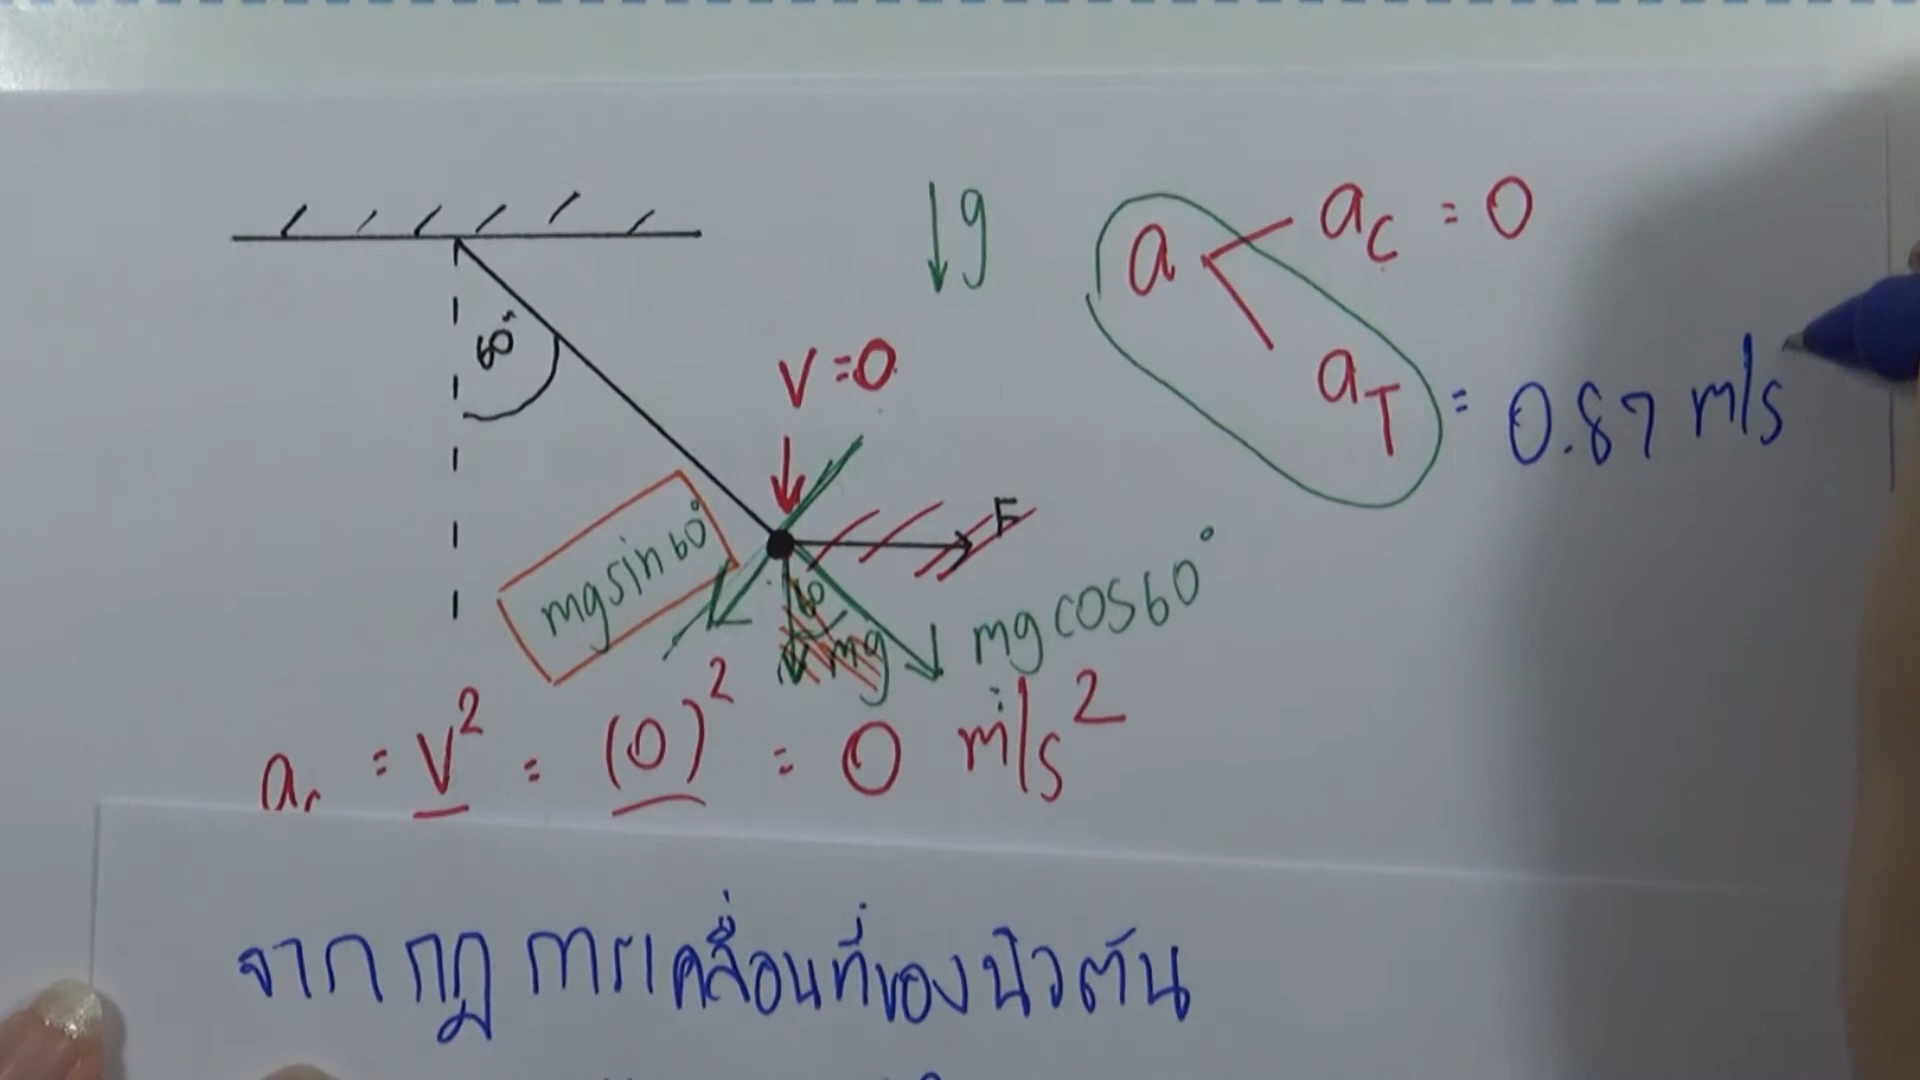 g
a
a_C = 0
60°
V = 0
a_T = 0.87 m/s
F
mg sin 60°
60
mg
mg cos 60°
= V² = (0)² = 0 m/s²
จาก กฎ การเคลื่อนที่ของนิวตัน